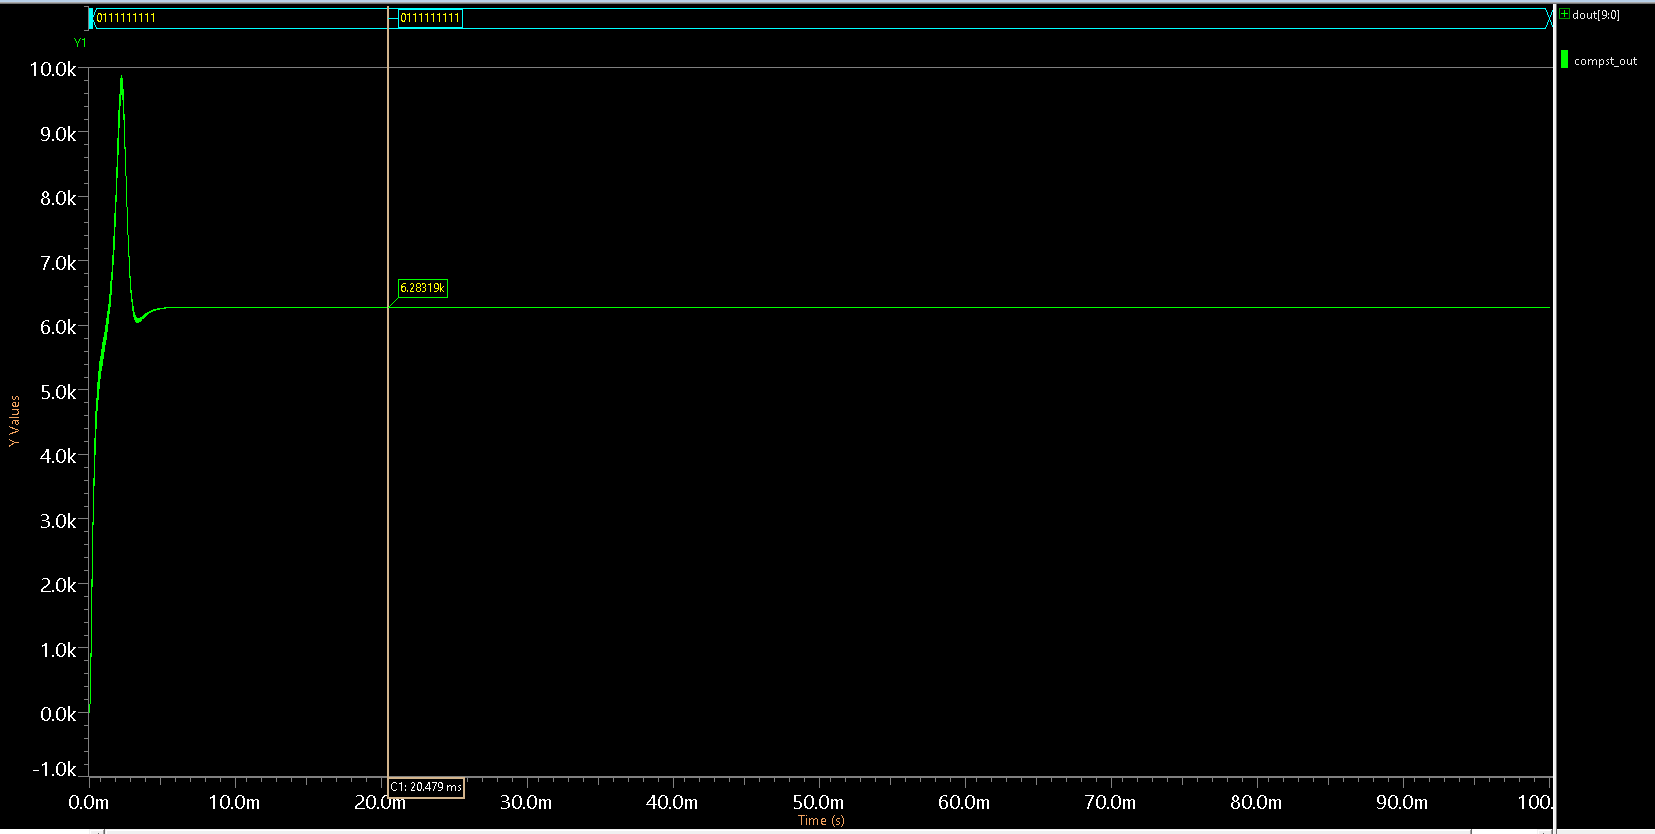 0111111111 0111111111 dout[9:0]
Y1
compst_out
10.0k
9.0k
8.0k
7.0k
6.28319k
6.0k
5.0k
Y Values
4.0k
3.0k
2.0k
1.0k
0.0k
-1.0k
C1: 20.479 ms
0.0m 10.0m 20.0m 30.0m 40.0m 50.0m 60.0m 70.0m 80.0m 90.0m 100.
Time (s)